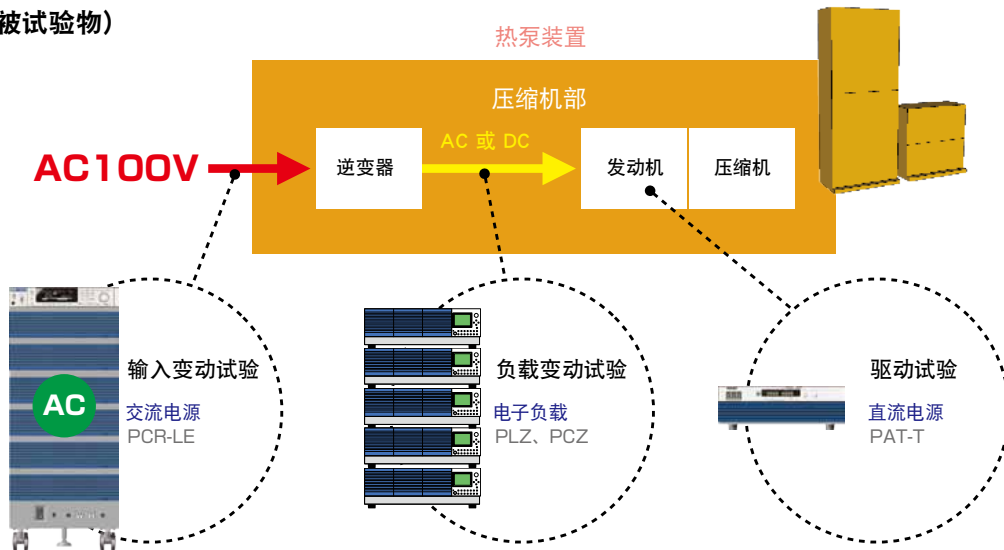 被试验物）
热泵装置
压缩机部
AC100V
逆变器
AC 或 DC
发动机
压缩机
AC
输入变动试验
交流电源
PCR-LE
负载变动试验
电子负载
PLZ、PCZ
驱动试验
直流电源
PAT-T